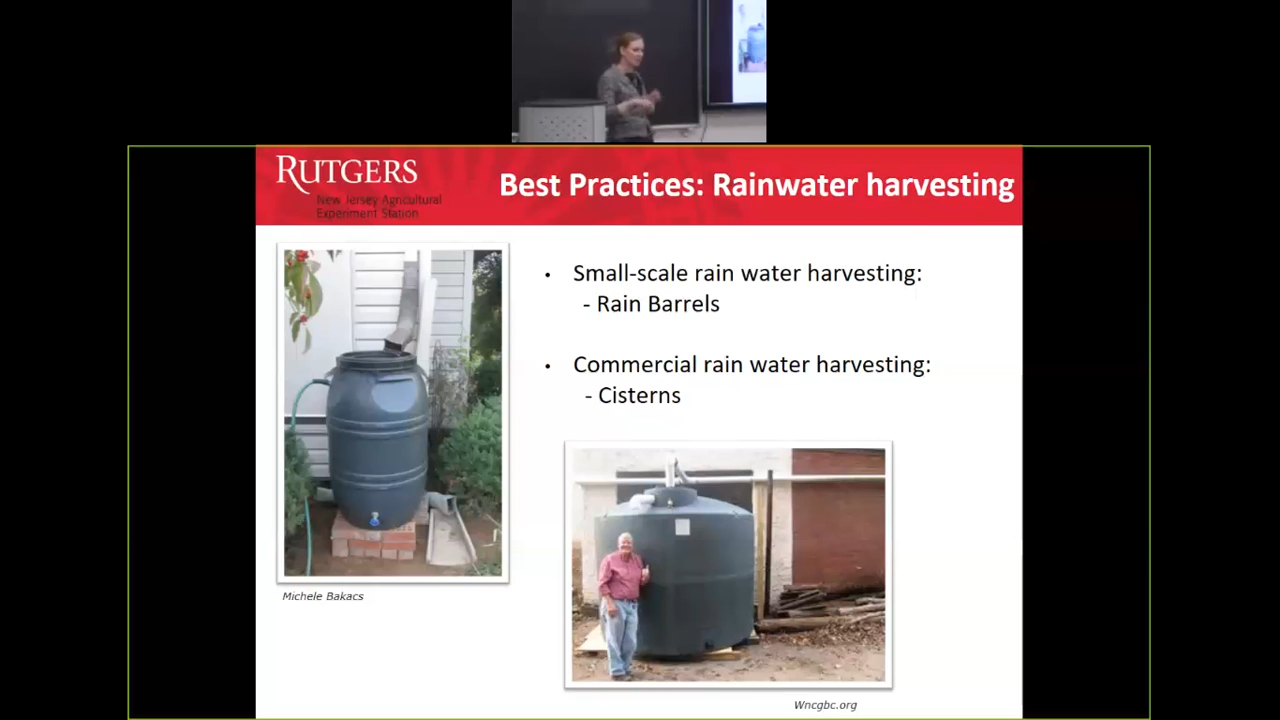 RUTGERS
New Jersey Agricultural
Experiment Station
Best Practices: Rainwater harvesting
• Small-scale rain water harvesting:
- Rain Barrels
• Commercial rain water harvesting:
- Cisterns
Michele Bakacs
Wncgbc.org